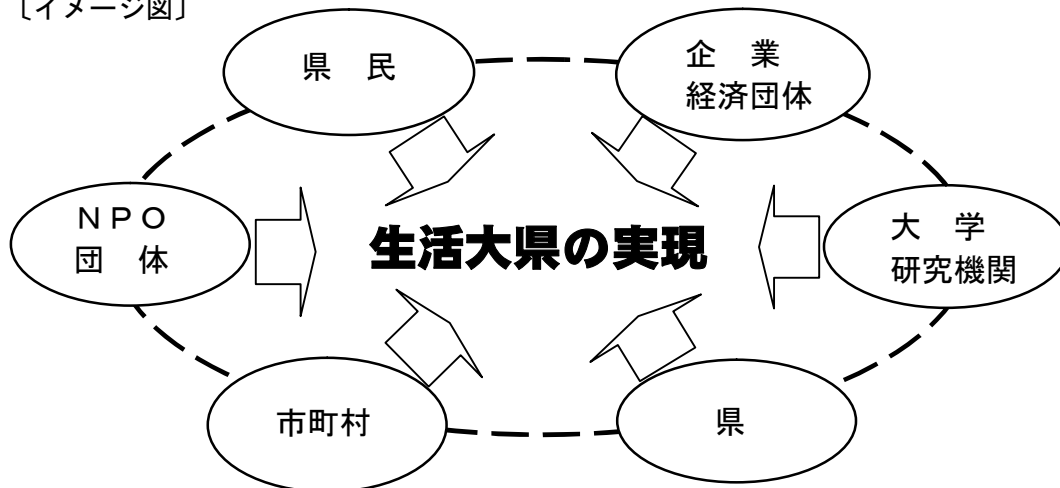 〔イメージ図〕
県　民
企　業
経済団体
ＮＰＯ
団　体
生活大県の実現
大　学
研究機関
市町村
県